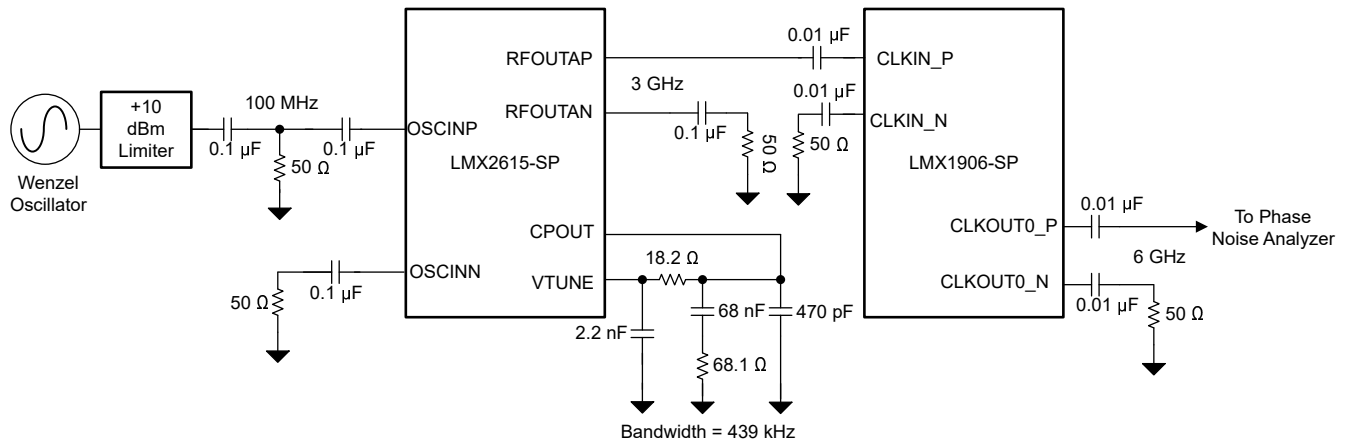 Wenzel
Oscillator
+10
dBm
Limiter
0.1 µF
100 MHz
50 Ω
0.1 µF
50 Ω
0.1 µF
OSCINP
OSCINN
LMX2615-SP
RFOUTAP
RFOUTAN
CPOUT
VTUNE
3 GHz
0.1 µF
50 Ω
18.2 Ω
2.2 nF
68 nF
68.1 Ω
470 pF
Bandwidth = 439 kHz
0.01 µF
0.01 µF
50 Ω
CLKIN_P
CLKIN_N
LMX1906-SP
CLKOUT0_P
CLKOUT0_N
0.01 µF
6 GHz
0.01 µF
50 Ω
To Phase
Noise Analyzer